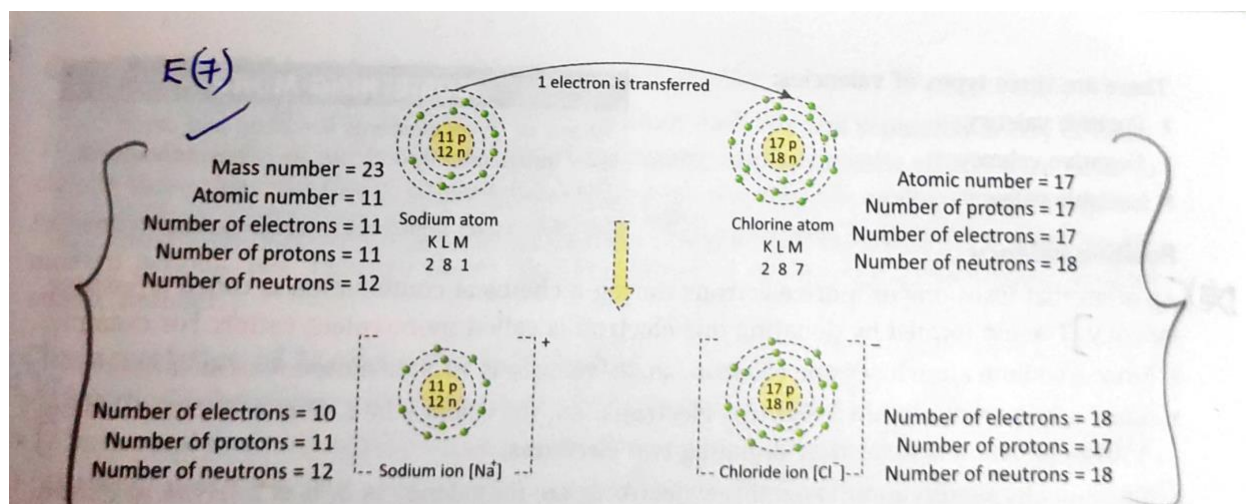 E(7)
1 electron is transferred
11 p
12 n
17 p
18 n
Mass number = 23
Atomic number = 11
Number of electrons = 11
Number of protons = 11
Number of neutrons = 12
Sodium atom
K L M
2 8 1
Chlorine atom
K L M
2 8 7
Atomic number = 17
Number of protons = 17
Number of electrons = 17
Number of neutrons = 18
Number of electrons = 10
Number of protons = 11
Number of neutrons = 12
11 p
12 n
+
Sodium ion [Na⁺]
17 p
18 n
–
Chloride ion [Cl⁻]
Number of electrons = 18
Number of protons = 17
Number of neutrons = 18